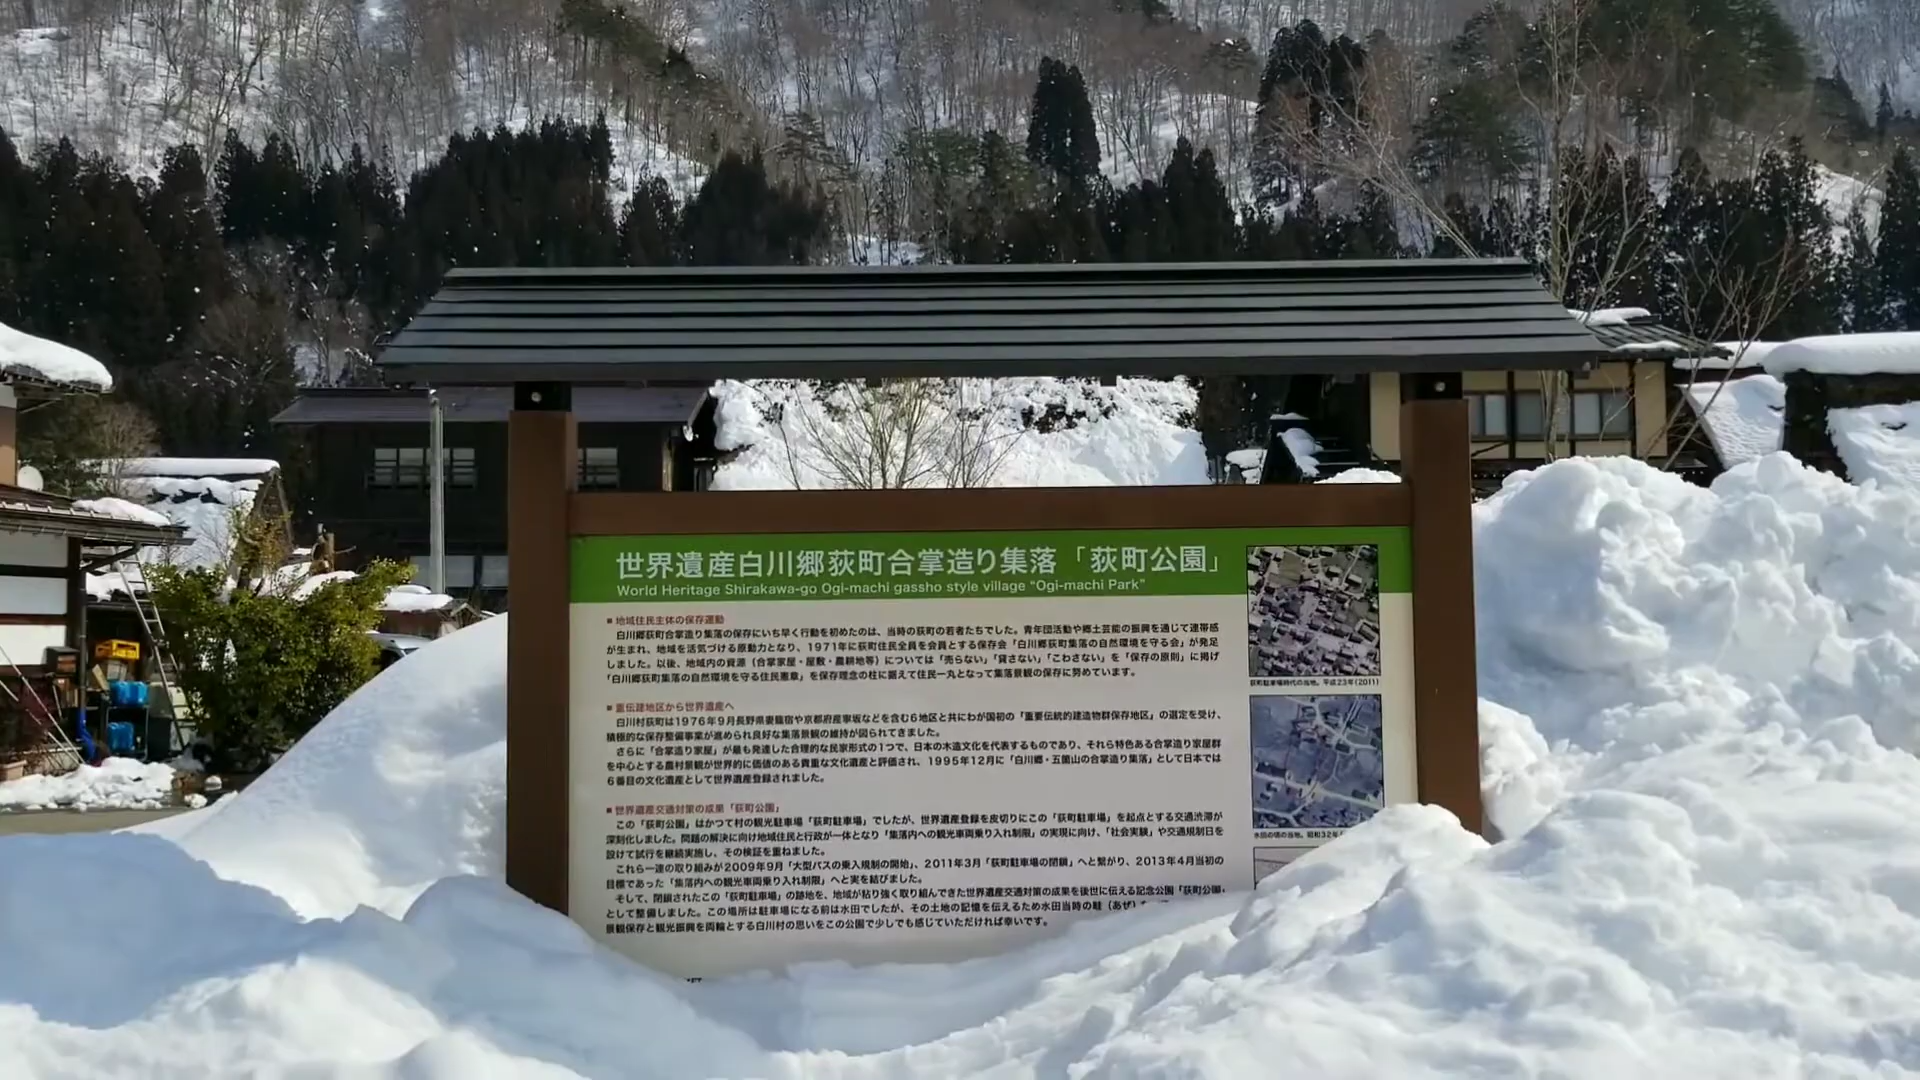 世界遺産白川郷荻町合掌造り集落「荻町公園」
World Heritage Shirakawa-go Ogi-machi gassho style village "Ogi-machi Park"
■ 地域住民主体の保存運動
白川郷荻町合掌造り集落の保存にいち早く行動を初めたのは、当時の荻町の若者たちでした。青年団活動や郷土芸能の振興を通じて連帯感
が生まれ、地域を活気づける原動力となり、1971年に荻町住民全員を会員とする保存会「白川郷荻町集落の自然環境を守る会」が発足
しました。以後、地域内の資源（合掌家屋・屋敷・農耕地等）については「売らない」「貸さない」「こわさない」を「保存の原則」に掲げ
「白川郷荻町集落の自然環境を守る住民憲章」を保存理念の柱に据えて住民一丸となって集落景観の保存に努めています。
■ 重伝建地区から世界遺産へ
白川村荻町は1976年9月長野県妻籠宿や京都府産寧坂などを含む6地区と共にわが国初の「重要伝統的建造物群保存地区」の選定を受け、
積極的な保存整備事業が進められ良好な集落景観の維持が図られてきました。
さらに「合掌造り家屋」が最も発達した合理的な民家形式の1つで、日本の木造文化を代表するものであり、それら特色ある合掌造り家屋群
を中心とする農村景観が世界的に価値のある貴重な文化遺産と評価され、1995年12月に「白川郷・五箇山の合掌造り集落」として日本では
6番目の文化遺産として世界遺産登録されました。
■ 世界遺産交通対策の成果「荻町公園」
この「荻町公園」はかつて村の観光駐車場「荻町駐車場」でしたが、世界遺産登録を皮切りにこの「荻町駐車場」を起点とする交通渋滞が
深刻化しました。問題の解決に向け地域住民と行政が一体となり「集落内への観光車両乗り入れ制限」の実現に向け、「社会実験」や交通規制日を
設けて試行を継続実施し、その検証を重ねました。
これら一連の取り組みが2009年9月「大型バスの乗入規制の開始」、2011年3月「荻町駐車場の閉鎖」へと繋がり、2013年4月当初の
目標であった「集落内への観光車両乗り入れ制限」へと実を結びました。
そして、閉鎖されたこの「荻町駐車場」の跡地を、地域が粘り強く取り組んできた世界遺産交通対策の成果を後世に伝える記念公園「荻町公園」
として整備しました。この場所は駐車場になる前は水田でしたが、その土地の記憶を伝えるため水田当時の畦（あぜ）を
景観保存と観光振興を両輪とする白川村の思いをこの公園で少しでも感じていただければ幸いです。
荻町駐車場時代の当地。平成23年(2011)
水田の頃の当地。昭和32年